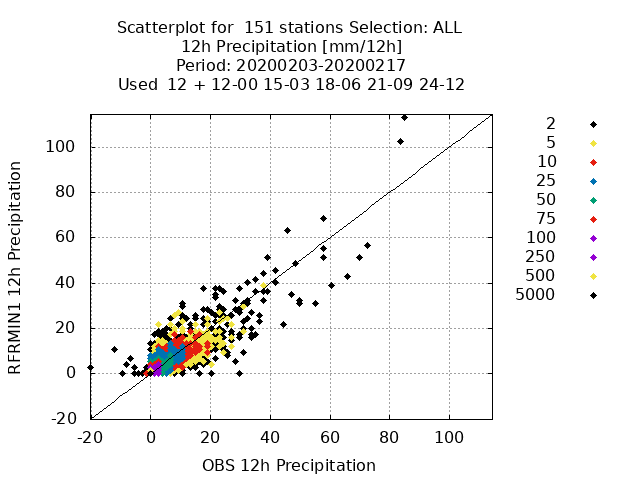 Scatterplot for  151 stations Selection: ALL
12h Precipitation [mm/12h]
Period: 20200203-20200217
Used  12 + 12-00 15-03 18-06 21-09 24-12
RFRMIN1 12h Precipitation
100
80
60
40
20
0
-20
-20 0 20 40 60 80 100
OBS 12h Precipitation
2
5
10
25
50
75
100
250
500
5000